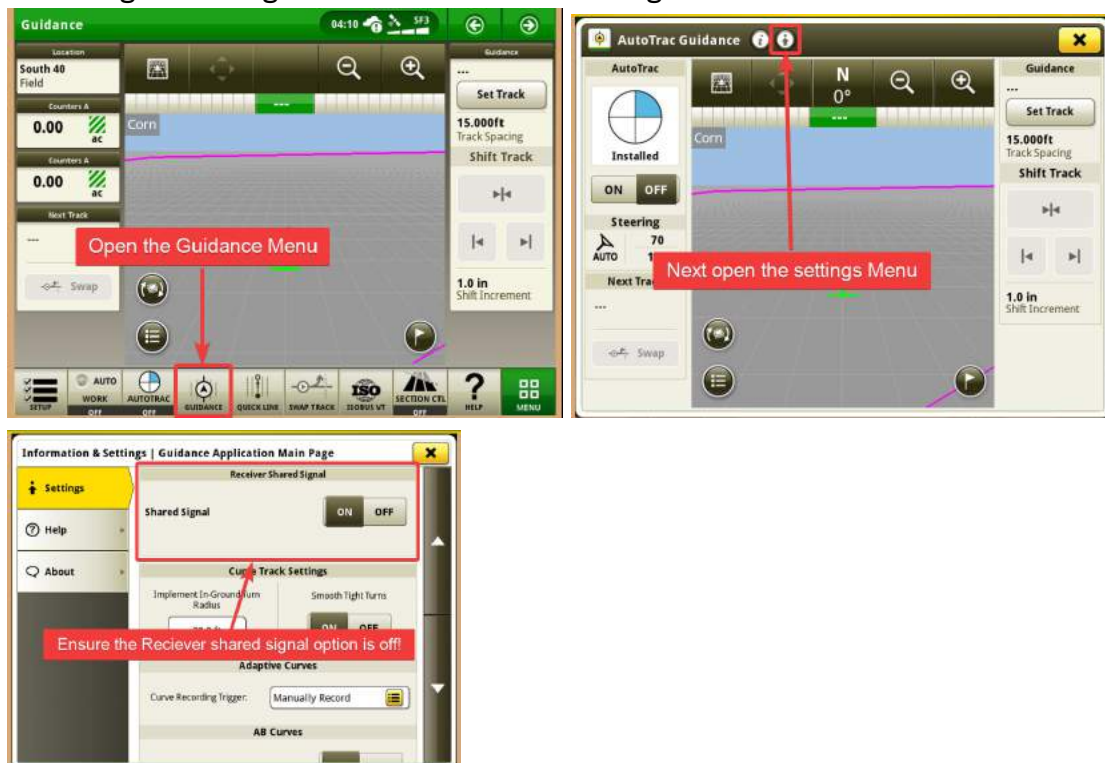 Guidance
04:10
SF3
Location
South 40
Field
Counters A
0.00
ac
Counters A
0.00
ac
Next Track
---
Swap
Corn
---
Guidance
---
Set Track
15.000ft
Track Spacing
Shift Track
1.0 in
Shift Increment
Open the Guidance Menu
SETUP
AUTO
WORK
OFF
AUTOTRAC
OFF
GUIDANCE
QUICK LINE
SWAP TRACK
ISO
ISOBUS VT
SECTION CTL
OFF
?
HELP
MENU
AutoTrac Guidance
AutoTrac
Installed
ON OFF
Steering
AUTO
70
Next Tra
---
Swap
N
0°
---
Corn
Guidance
---
Set Track
15.000ft
Track Spacing
Shift Track
1.0 in
Shift Increment
Next open the settings Menu
Information & Settings | Guidance Application Main Page
Settings
Help
About
Receiver Shared Signal
Shared Signal
ON OFF
Curve Track Settings
Implement In-Ground Turn
Radius
Smooth Tight Turns
ON OFF
Ensure the Reciever shared signal option is off!
Adaptive Curves
Curve Recording Trigger:
Manually Record
AB Curves